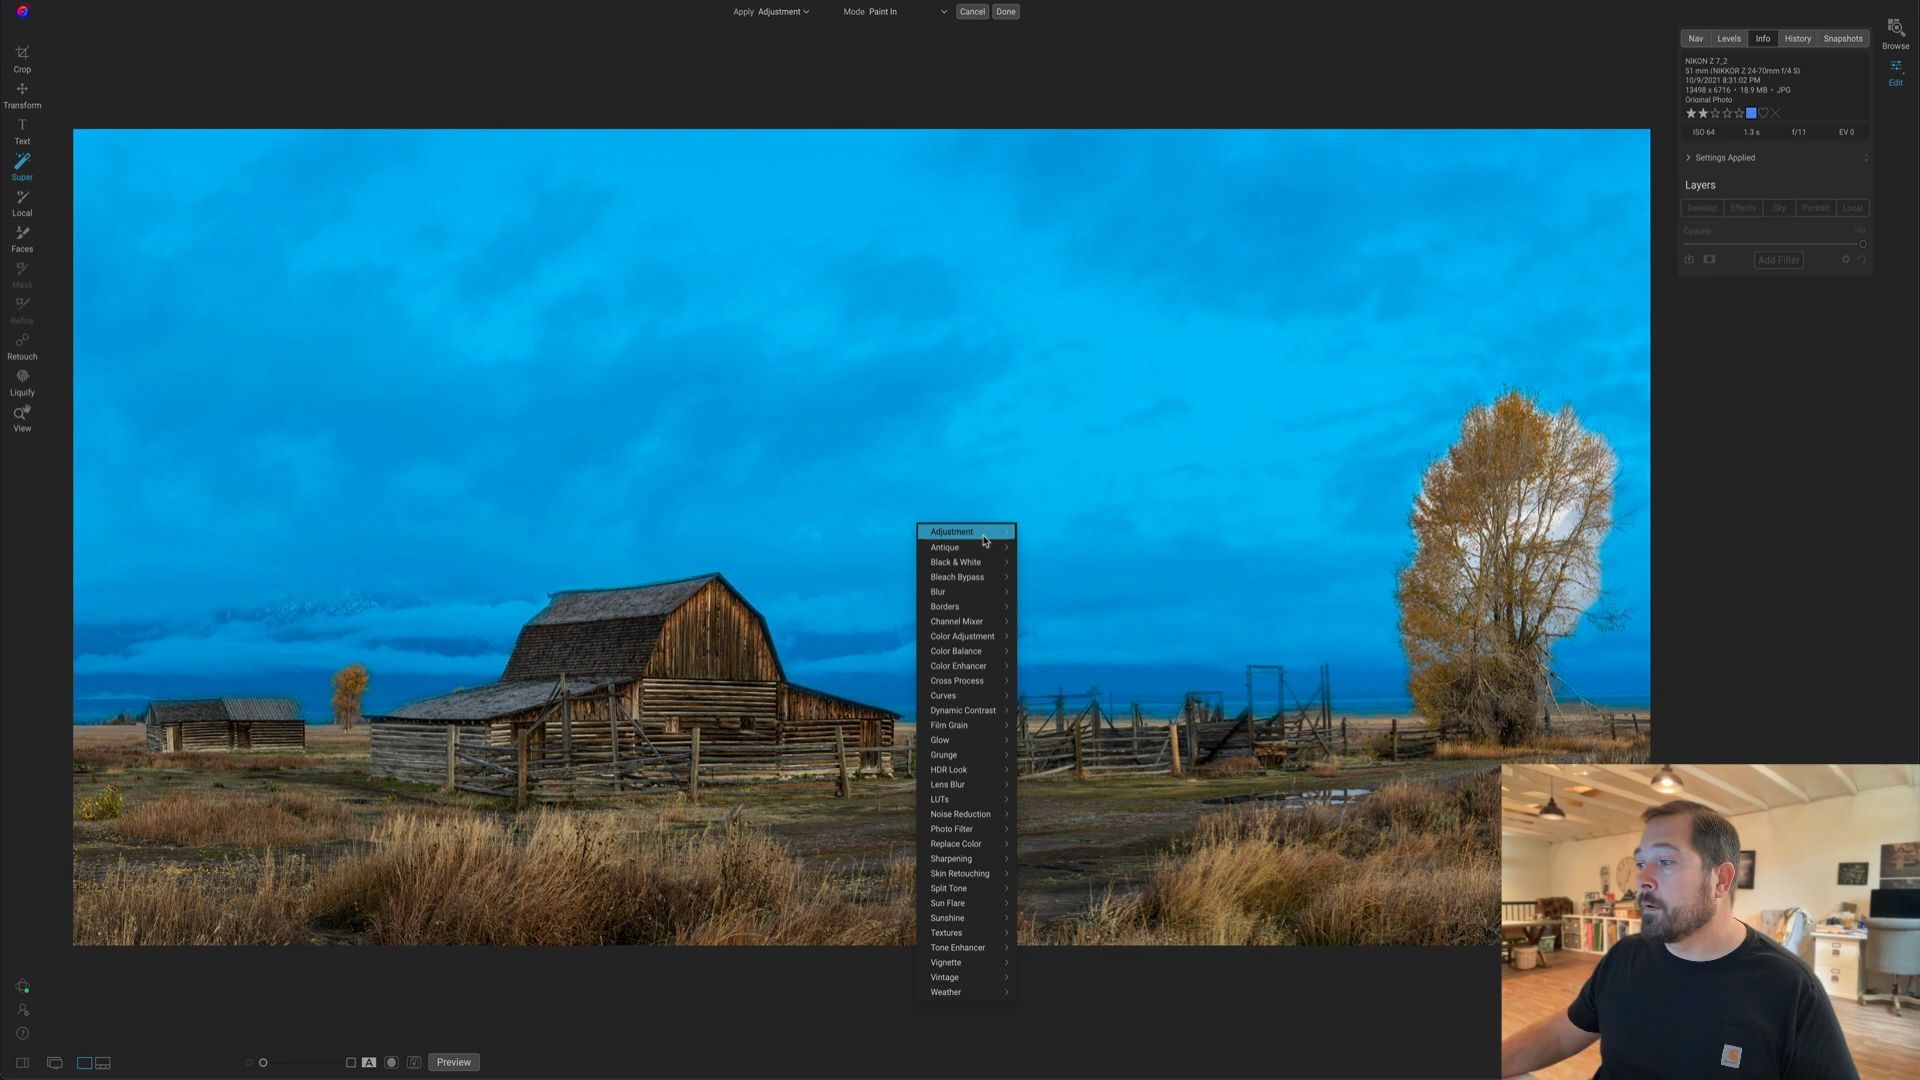 Apply Adjustment
Mode Paint In
Cancel
Done
Crop
Transform
Text
Super
Local
Faces
Mask
Refine
Retouch
Liquify
View
Nav
Levels
Info
History
Snapshots
Browse
Edit
NIKON Z 7_2
51 mm (NIKKOR Z 24-70mm f/4 S)
10/9/2021 8:31:02 PM
13498 x 6716 • 18.9 MB • JPG
Original Photo
ISO 64
1.3 s
f/11
EV 0
Settings Applied
Layers
Develop
Effects
Sky
Portrait
Local
Opacity
100
Add Filter
Adjustment
Antique
Black & White
Bleach Bypass
Blur
Borders
Channel Mixer
Color Adjustment
Color Balance
Color Enhancer
Cross Process
Curves
Dynamic Contrast
Film Grain
Glow
Grunge
HDR Look
Lens Blur
LUTs
Noise Reduction
Photo Filter
Replace Color
Sharpening
Skin Retouching
Split Tone
Sun Flare
Sunshine
Textures
Tone Enhancer
Vignette
Vintage
Weather
A
Preview